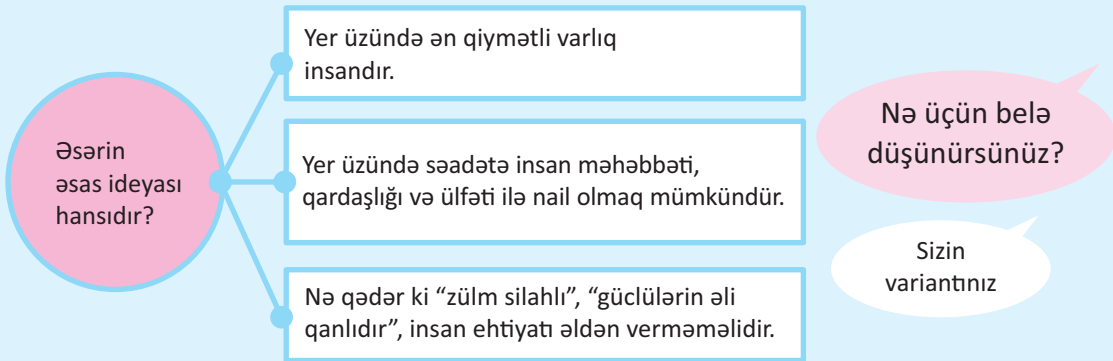 Əsərin
əsas ideyası
hansıdır?
Yer üzündə ən qiymətli varlıq
insandır.
Yer üzündə səadətə insan məhəbbəti,
qardaşlığı və ülfəti ilə nail olmaq mümkündür.
Nə qədər ki “zülm silahlı”, “güclülərin əli
qanlıdır”, insan ehtiyatı əldən verməməlidir.
Nə üçün belə
düşünürsünüz?
Sizin
variantınız